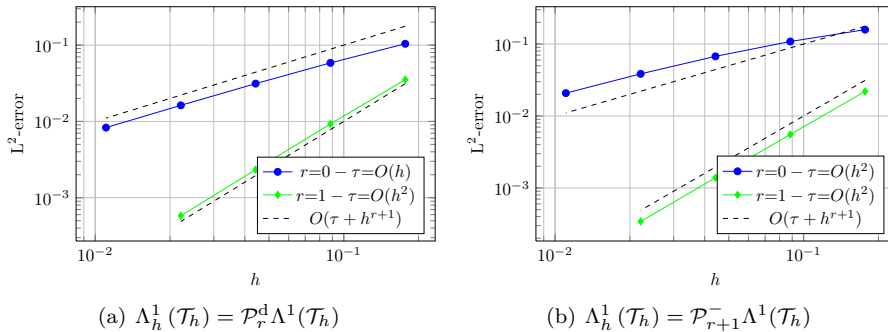 10⁻¹
10⁻²
10⁻³
L²-error
r=0 − τ=O(h)
r=1 − τ=O(h²)
O(τ + h^{r+1})
10⁻² 10⁻¹
h
(a) Λ¹_h (𝒯_h) = 𝒫^d_r Λ¹(𝒯_h)
10⁻¹
10⁻²
10⁻³
L²-error
r=0 − τ=O(h²)
r=1 − τ=O(h²)
O(τ + h^{r+1})
10⁻² 10⁻¹
h
(b) Λ¹_h (𝒯_h) = 𝒫⁻_{r+1} Λ¹(𝒯_h)